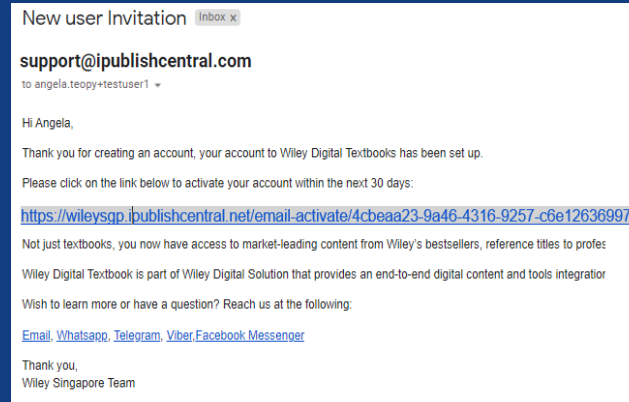 New user Invitation Inbox x
support@ipublishcentral.com
to angela.teopy+testuser1
Hi Angela,
Thank you for creating an account, your account to Wiley Digital Textbooks has been set up.
Please click on the link below to activate your account within the next 30 days:
https://wileysgp.ipublishcentral.net/email-activate/4cbeaa23-9a46-4316-9257-c6e12636997
Not just textbooks, you now have access to market-leading content from Wiley's bestsellers, reference titles to profes
Wiley Digital Textbook is part of Wiley Digital Solution that provides an end-to-end digital content and tools integration
Wish to learn more or have a question? Reach us at the following:
Email, Whatsapp, Telegram, Viber,Facebook Messenger
Thank you,
Wiley Singapore Team